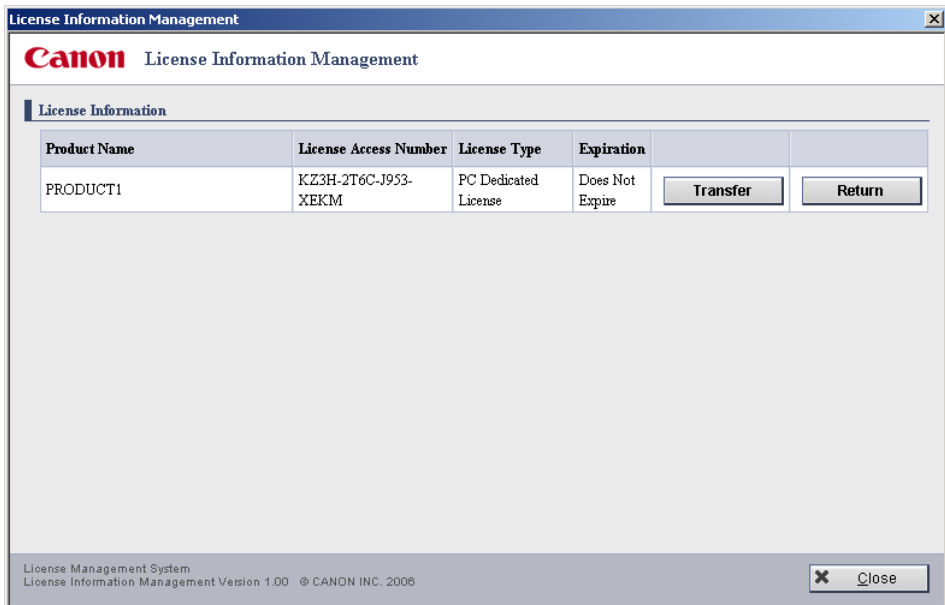 License Information Management
Canon License Information Management
License Information
Product Name License Access Number License Type Expiration
PRODUCT1 KZ3H-2T6C-J953- PC Dedicated Does Not Transfer Return
XEKM License Expire
License Management System
License Information Management Version 1.00 © CANON INC. 2006
Close